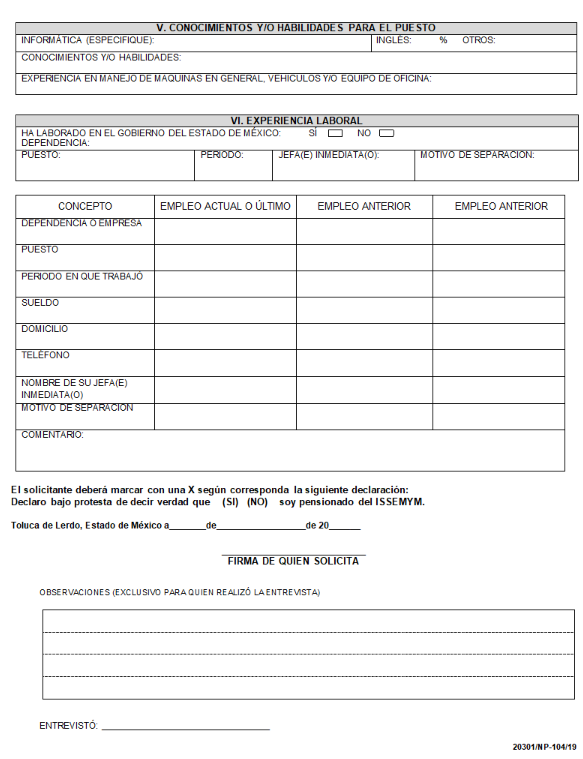 V. CONOCIMIENTOS Y/O HABILIDADES PARA EL PUESTO
INFORMÁTICA (ESPECIFIQUE): INGLÉS: % OTROS:
CONOCIMIENTOS Y/O HABILIDADES:
EXPERIENCIA EN MANEJO DE MAQUINAS EN GENERAL, VEHICULOS Y/O EQUIPO DE OFICINA:
VI. EXPERIENCIA LABORAL
HA LABORADO EN EL GOBIERNO DEL ESTADO DE MÉXICO: SÍ NO
DEPENDENCIA:
PUESTO: PERIODO: JEFA(E) INMEDIATA(O): MOTIVO DE SEPARACION:
CONCEPTO EMPLEO ACTUAL O ÚLTIMO EMPLEO ANTERIOR EMPLEO ANTERIOR
DEPENDENCIA O EMPRESA
PUESTO
PERIODO EN QUE TRABAJÓ
SUELDO
DOMICILIO
TELÉFONO
NOMBRE DE SU JEFA(E)
INMEDIATA(O)
MOTIVO DE SEPARACION
COMENTARIO:
El solicitante deberá marcar con una X según corresponda la siguiente declaración:
Declaro bajo protesta de decir verdad que (SI) (NO) soy pensionado del ISSEMYM.
Toluca de Lerdo, Estado de México a_______de_________________de 20______
FIRMA DE QUIEN SOLICITA
OBSERVACIONES (EXCLUSIVO PARA QUIEN REALIZÓ LA ENTREVISTA)
ENTREVISTÓ:
20301/NP-104/19